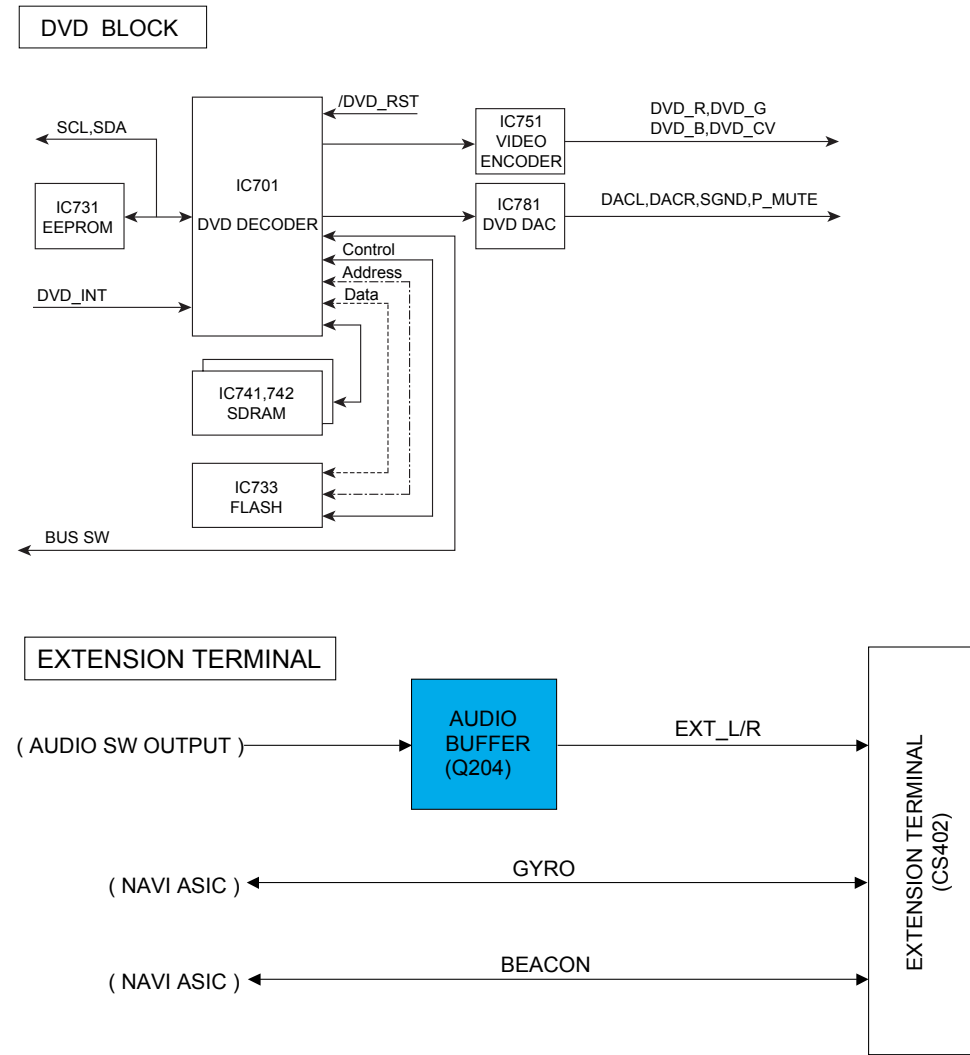 DVD BLOCK
/DVD_RST
SCL,SDA
IC731
EEPROM
IC701
DVD DECODER
DVD_INT
IC751
VIDEO
ENCODER
DVD_R,DVD_G
DVD_B,DVD_CV
IC781
DVD DAC
DACL,DACR,SGND,P_MUTE
Control
Address
Data
IC741,742
SDRAM
IC733
FLASH
BUS SW
EXTENSION TERMINAL
( AUDIO SW OUTPUT )
AUDIO
BUFFER
(Q204)
EXT_L/R
( NAVI ASIC )
GYRO
( NAVI ASIC )
BEACON
EXTENSION TERMINAL
(CS402)